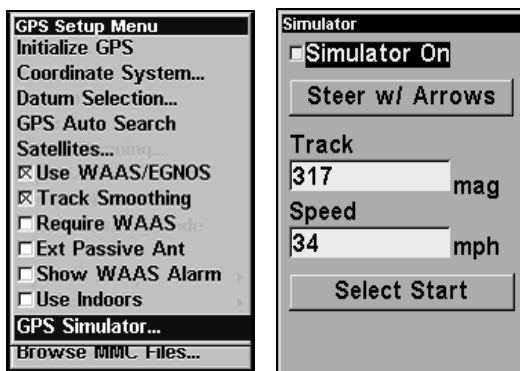 GPS Setup Menu
Initialize GPS
Coordinate System...
Datum Selection...
GPS Auto Search
Satellites...
Use WAAS/EGNOS
Track Smoothing
Require WAAS
Ext Passive Ant
Show WAAS Alarm
Use Indoors
GPS Simulator...
Browse MMC Files...
Simulator
Simulator On
Steer w/ Arrows
Track
317 mag
Speed
34 mph
Select Start